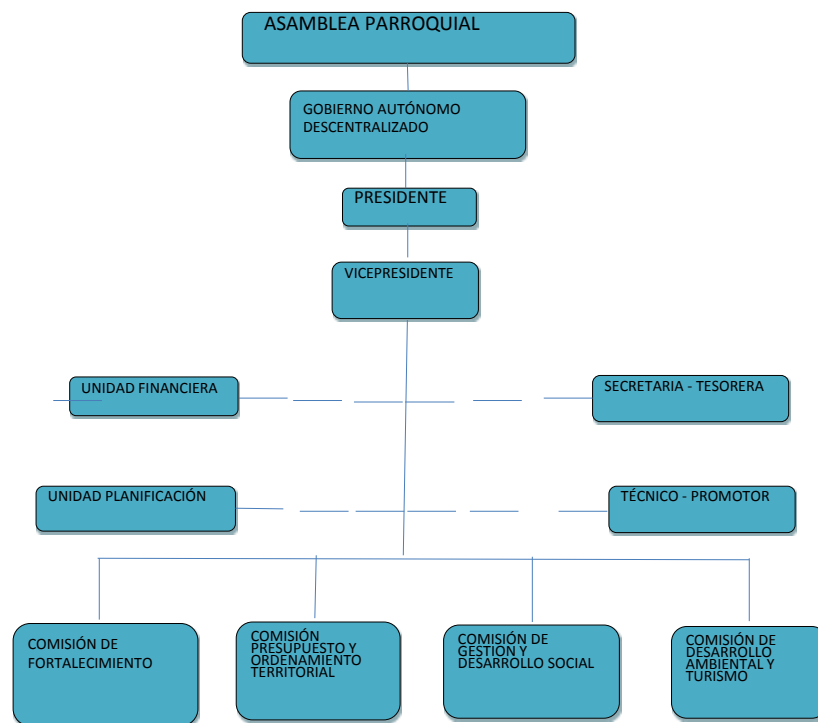 ASAMBLEA PARROQUIAL
GOBIERNO AUTÓNOMO
DESCENTRALIZADO
PRESIDENTE
VICEPRESIDENTE
UNIDAD FINANCIERA
SECRETARIA - TESORERA
UNIDAD PLANIFICACIÓN
TÉCNICO - PROMOTOR
COMISIÓN DE
FORTALECIMIENTO
COMISIÓN
PRESUPUESTO Y
ORDENAMIENTO
TERRITORIAL
COMISIÓN DE
GESTIÓN Y
DESARROLLO SOCIAL
COMISIÓN DE
DESARROLLO
AMBIENTAL Y
TURISMO